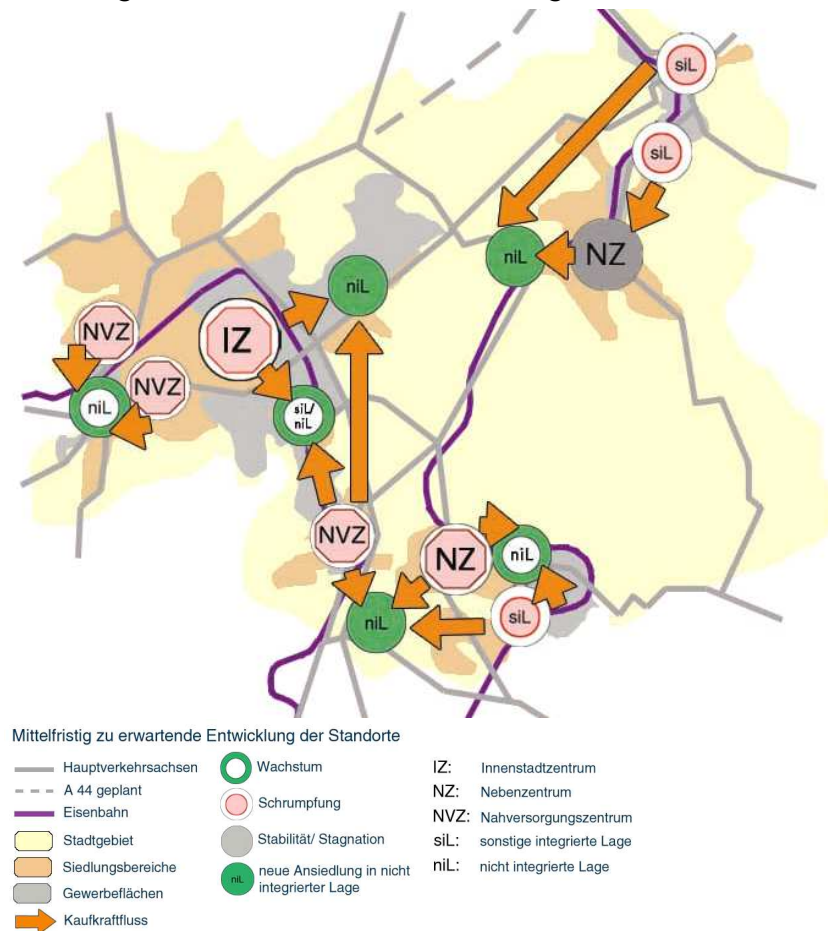 siL
siL
niL
NZ
niL
NVZ
IZ
NVZ
niL
siL/
niL
NVZ
NZ
niL
siL
niL
Mittelfristig zu erwartende Entwicklung der Standorte
Hauptverkehrsachsen
A 44 geplant
Eisenbahn
Stadtgebiet
Siedlungsbereiche
Gewerbeflächen
Kaufkraftfluss
Wachstum
Schrumpfung
Stabilität/ Stagnation
niL
neue Ansiedlung in nicht
integrierter Lage
IZ: Innenstadtzentrum
NZ: Nebenzentrum
NVZ: Nahversorgungszentrum
siL: sonstige integrierte Lage
niL: nicht integrierte Lage